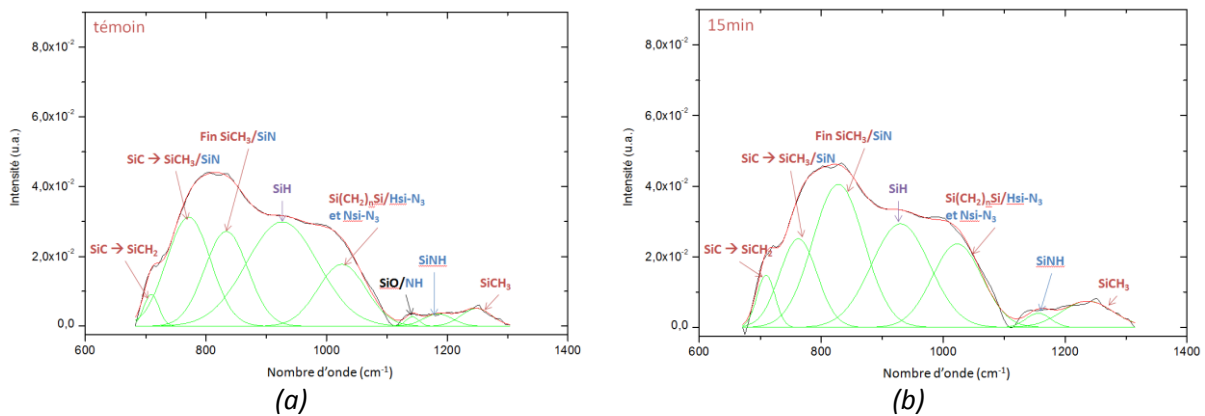 témoin
8,0x10⁻²
6,0x10⁻²
4,0x10⁻²
2,0x10⁻²
0,0
Intensité (u.a.)
Fin SiCH₃/SiN
SiC → SiCH₃/SiN
SiH
Si(CH₂)ₙSi/Hsi-N₃
et Nsi-N₃
SiC → SiCH₂
SiO/NH
SiNH
SiCH₃
600 800 1000 1200 1400
Nombre d'onde (cm⁻¹)
(a)
15min
8,0x10⁻²
6,0x10⁻²
4,0x10⁻²
2,0x10⁻²
0,0
Intensité (u.a.)
Fin SiCH₃/SiN
SiC → SiCH₃/SiN
SiH
Si(CH₂)ₙSi/Hsi-N₃
et Nsi-N₃
SiC → SiCH₂
SiNH
SiCH₃
600 800 1000 1200 1400
Nombre d'onde (cm⁻¹)
(b)